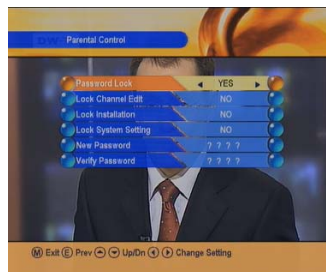 DW Parental Control
Password Lock YES
Lock Channel Edit NO
Lock Installation NO
Lock System Setting NO
New Password ? ? ? ?
Verify Password ? ? ? ?
M Exit E Prev Up/Dn Change Setting